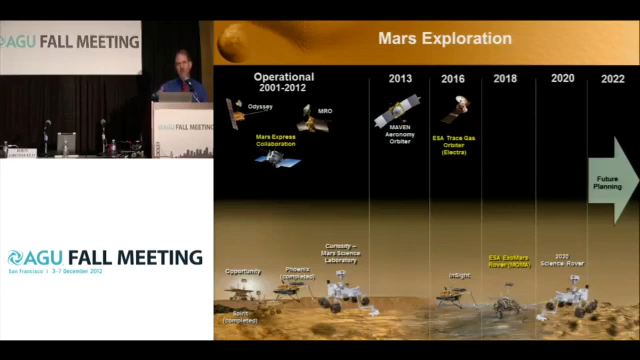 AGU FALL MEETING
AGU FALL MEETING
AGU FALL MEETING
San Francisco | 3–7 December 2012
Mars Exploration
Operational
2001-2012
2013
2016
2018
2020
2022
Odyssey
MRO
Mars Express
Collaboration
MAVEN
Aeronomy
Orbiter
ESA Trace Gas
Orbiter
(Electra)
Future
Planning
Curiosity –
Mars Science
Laboratory
Phoenix
(completed)
Opportunity
Spirit
(completed)
InSight
ESA ExoMars
Rover (MOMA)
2020
Science Rover